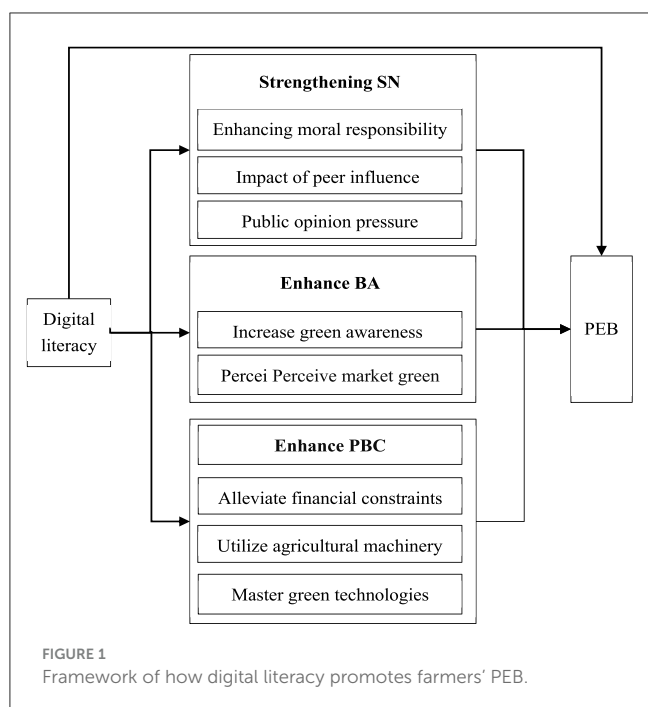 Strengthening SN
Enhancing moral responsibility
Impact of peer influence
Public opinion pressure
Enhance BA
Increase green awareness
Percei Perceive market green
Enhance PBC
Alleviate financial constraints
Utilize agricultural machinery
Master green technologies
Digital
literacy
PEB
FIGURE 1
Framework of how digital literacy promotes farmers’ PEB.